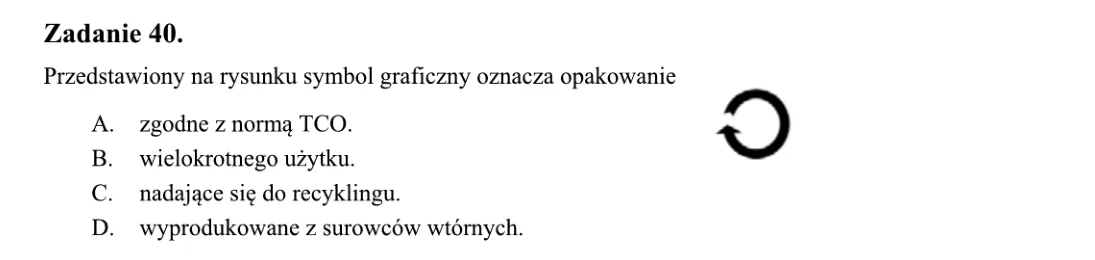 Zadanie 40.
Przedstawiony na rysunku symbol graficzny oznacza opakowanie
A. zgodne z normą TCO.
B. wielokrotnego użytku.
C. nadające się do recyklingu.
D. wyprodukowane z surowców wtórnych.